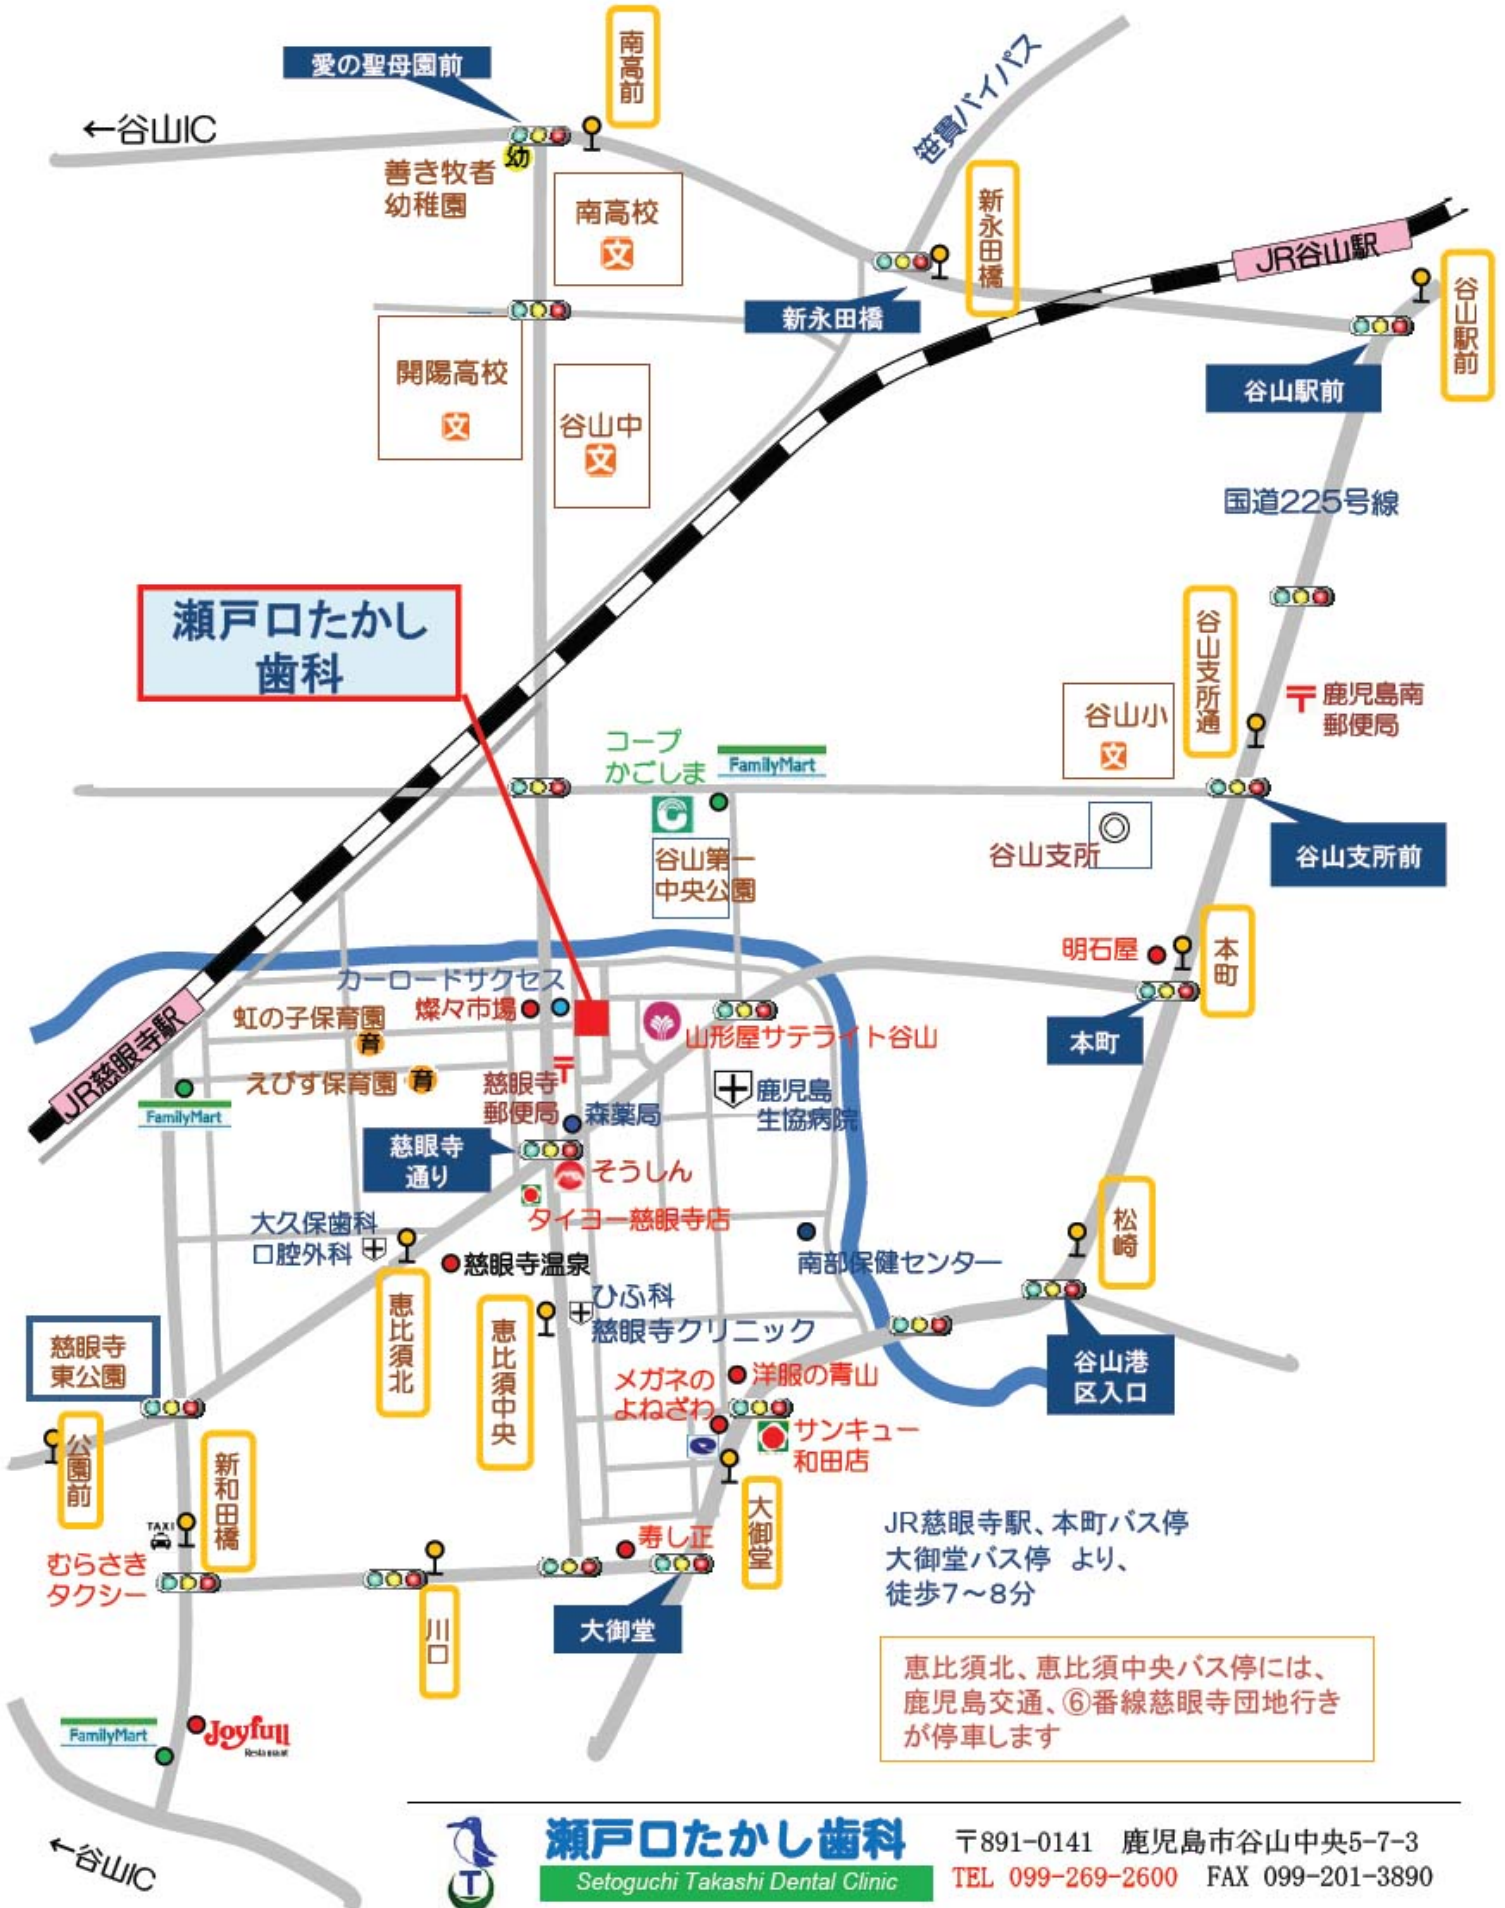 南高前
愛の聖母園前
笹貫バイパス
←谷山IC
幼
善き牧者
幼稚園
南高校
文
新永田橋
JR谷山駅
谷山駅前
新永田橋
開陽高校
文
谷山中
文
谷山駅前
国道225号線
瀬戸口たかし
歯科
谷山支所通
鹿児島南
郵便局
谷山小
文
コープ
かごしま
FamilyMart
谷山支所
谷山支所前
谷山第一
中央公園
本町
明石屋
カーロードサクセス
燦々市場
虹の子保育園
育
山形屋サテライト谷山
本町
JR慈眼寺駅
えびす保育園
育
慈眼寺
郵便局
鹿児島
生協病院
FamilyMart
森薬局
慈眼寺
通り
そうしん
タイヨー慈眼寺店
大久保歯科
口腔外科
慈眼寺温泉
南部保健センター
松崎
恵比須北
恵比須中央
ひふ科
慈眼寺クリニック
慈眼寺
東公園
谷山港
区入口
メガネの
よねざわ
洋服の青山
サンキュー
和田店
公園前
新和田橋
大御堂
TAXI
むらさき
タクシー
寿し正
川口
大御堂
JR慈眼寺駅、本町バス停
大御堂バス停 より、
徒歩7～8分
恵比須北、恵比須中央バス停には、
鹿児島交通、⑥番線慈眼寺団地行き
が停車します
FamilyMart
Joyfull
Restaurant
←谷山IC
T
瀬戸口たかし歯科
Setoguchi Takashi Dental Clinic
〒891-0141 鹿児島市谷山中央5-7-3
TEL 099-269-2600 FAX 099-201-3890